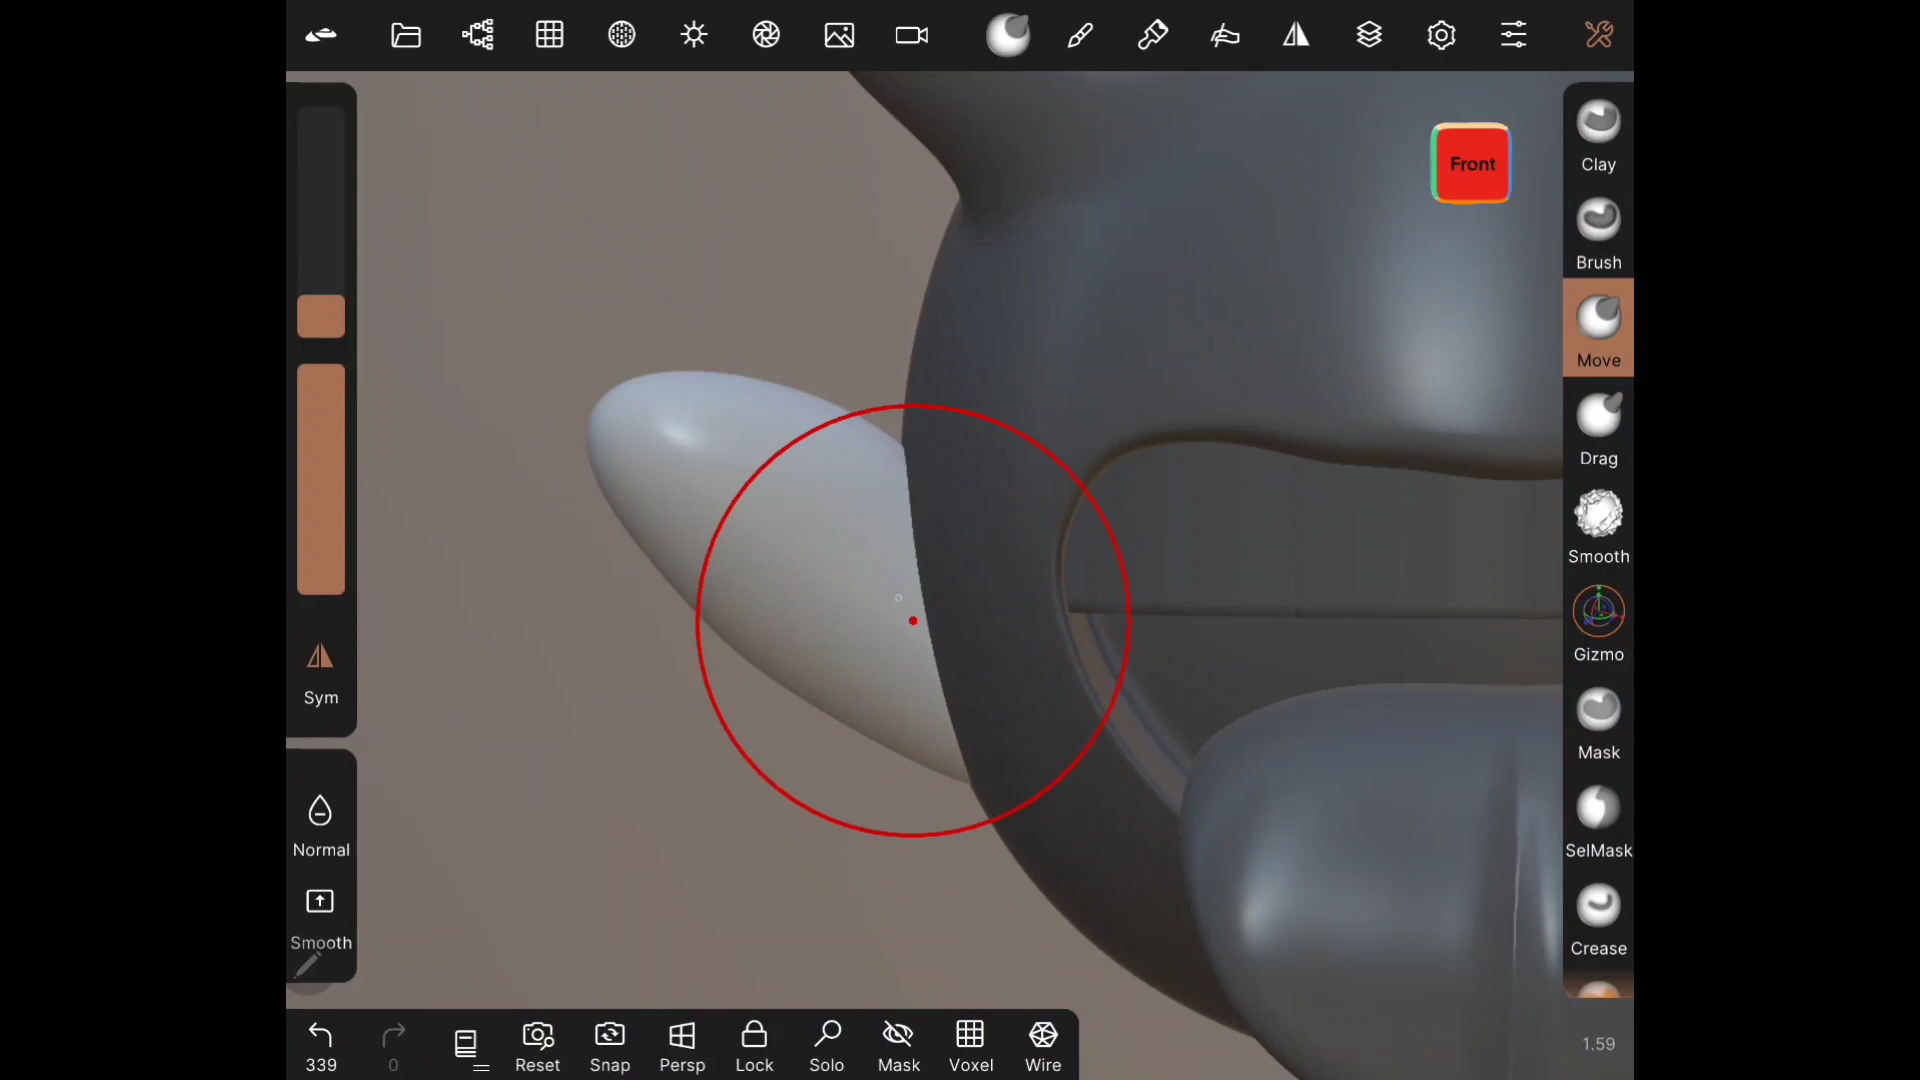 Front
Clay
Brush
Move
Drag
Smooth
Gizmo
Mask
SelMask
Crease
Sym
Normal
Smooth
339
0
Reset
Snap
Persp
Lock
Solo
Mask
Voxel
Wire
1.59